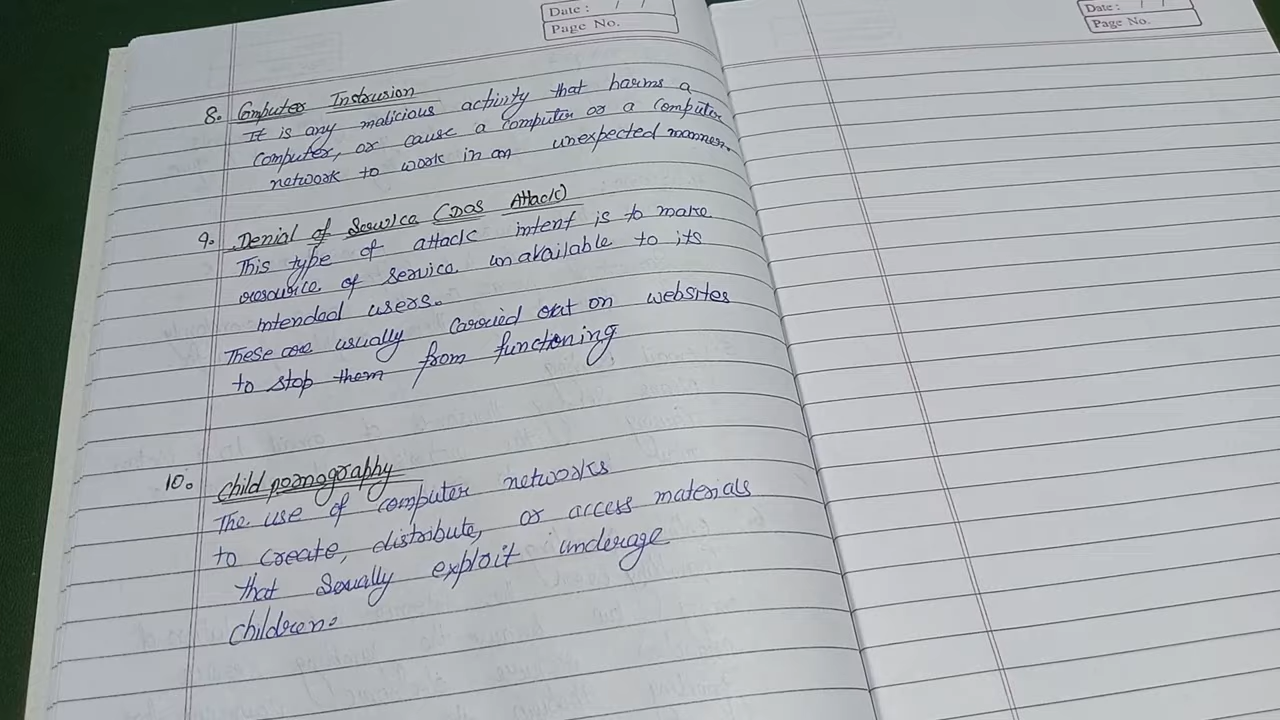 Date: / /
Page No.
Date: / /
Page No.
8. Computer Instrusion
It is any malicious activity that harms a
computer, or cause a computer or a computer
network to work in an unexpected manner.
9. Denial of Service (DOS Attack)
This type of attack intent is to make
resource of service unavailable to its
intended users.
These are usually carried out on websites
to stop them from functioning
10. Child pornography
The use of computer networks
to create, distribute, or access materials
that sexually exploit underage
children.